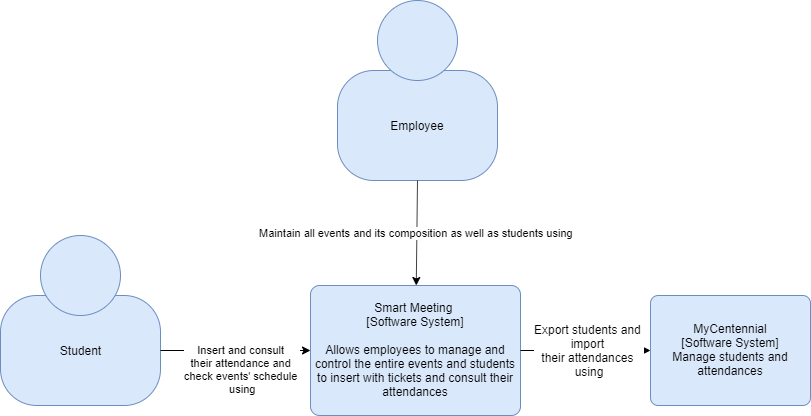 Employee
Maintain all events and its composition as well as students using
Student
Insert and consult
their attendance and
check events' schedule
using
Smart Meeting
[Software System]
Allows employees to manage and
control the entire events and students
to insert with tickets and consult their
attendances
Export students and
import
their attendances
using
MyCentennial
[Software System]
Manage students and
attendances